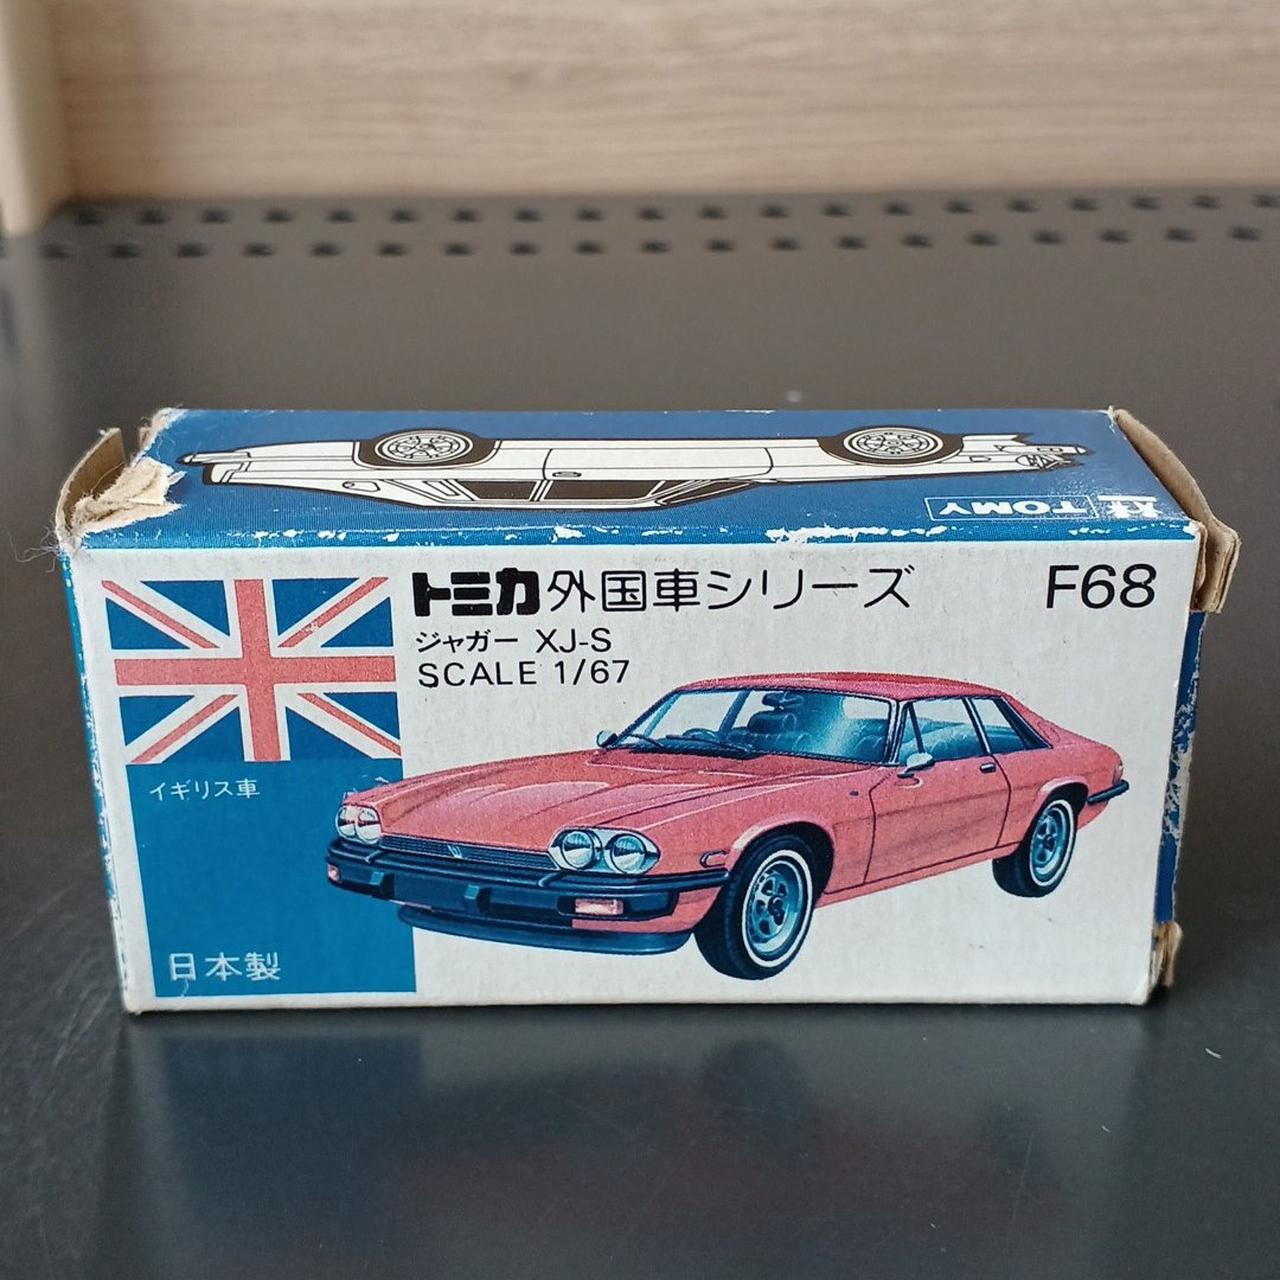 TOMY
トミカ外国車シリーズ F68
ジャガー XJ-S
SCALE 1/67
イギリス車
日本製